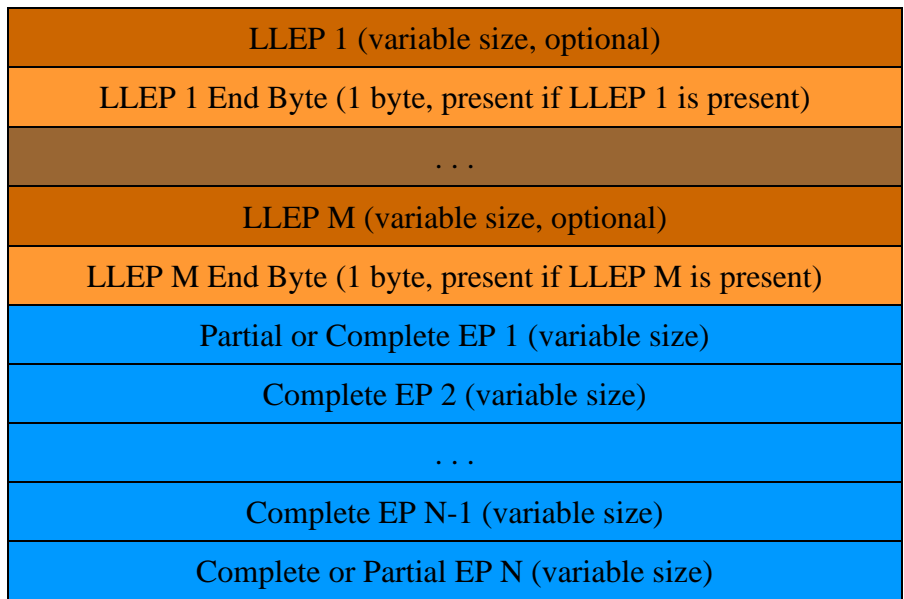 LLEP 1 (variable size, optional)
LLEP 1 End Byte (1 byte, present if LLEP 1 is present)
. . .
LLEP M (variable size, optional)
LLEP M End Byte (1 byte, present if LLEP M is present)
Partial or Complete EP 1 (variable size)
Complete EP 2 (variable size)
. . .
Complete EP N-1 (variable size)
Complete or Partial EP N (variable size)